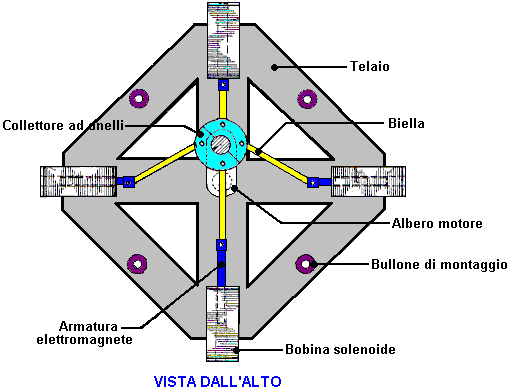 Telaio
Collettore ad anelli
Biella
Albero motore
Bullone di montaggio
Armatura
elettromagnete
Bobina solenoide
VISTA DALL'ALTO